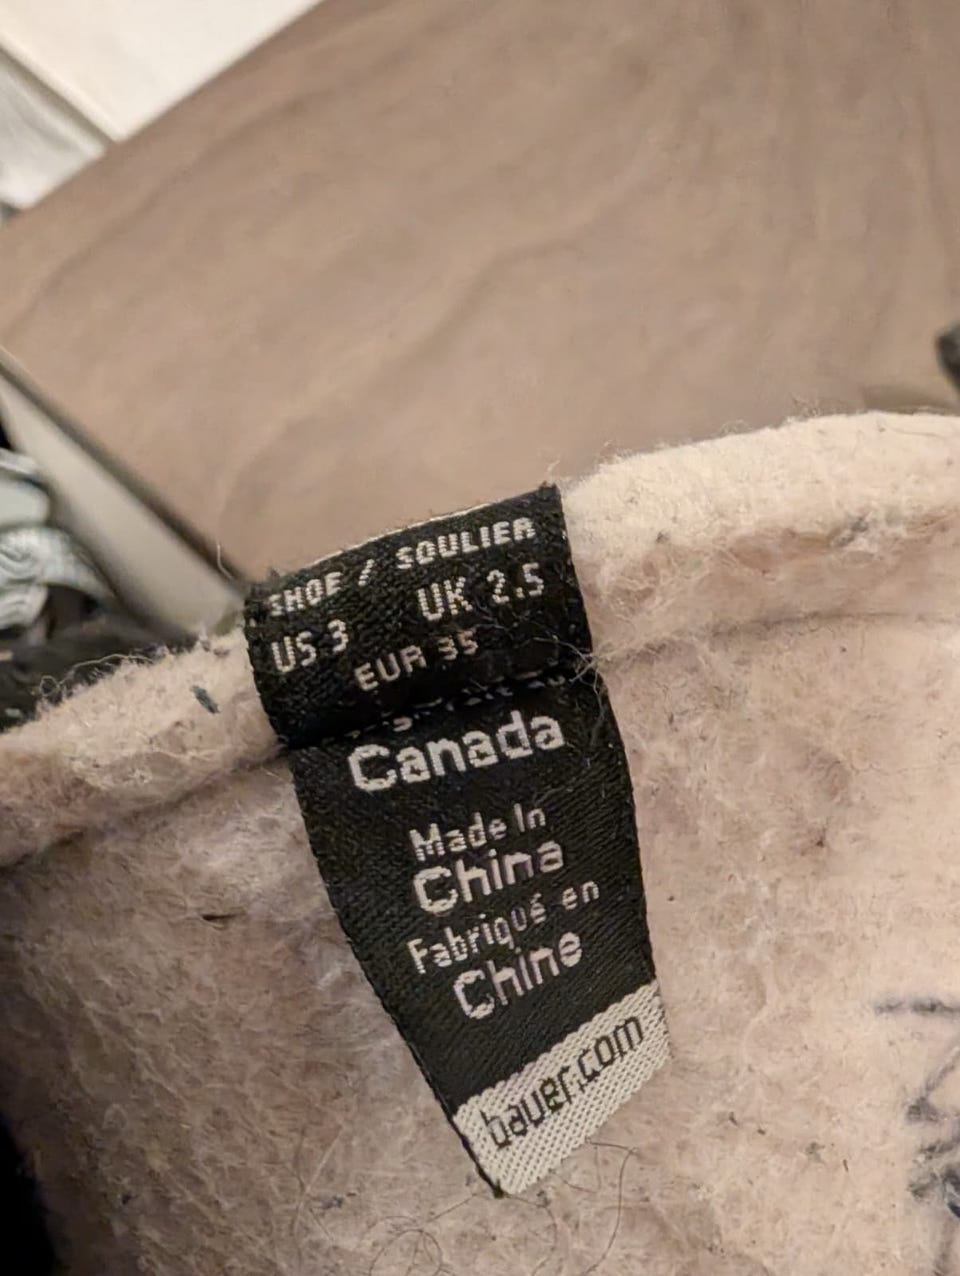 SHOE / SOULIER
US 3 UK 2.5
EUR 35
Canada
Made In
China
Fabriqué en
Chine
bauer.com